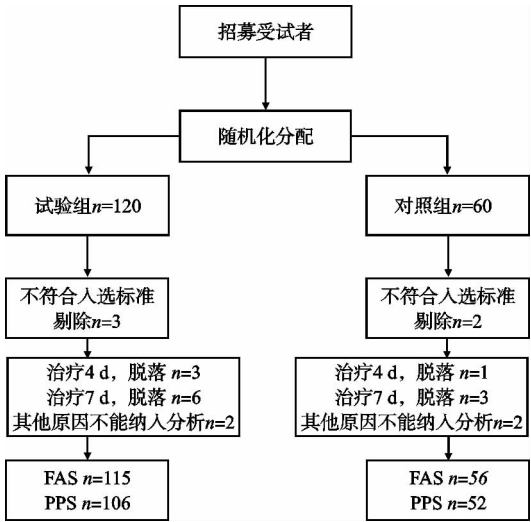 招募受试者
随机化分配
试验组n=120
对照组n=60
不符合入选标准
剔除n=3
不符合入选标准
剔除n=2
治疗4 d，脱落 n=3
治疗7 d，脱落 n=6
其他原因不能纳入分析n=2
治疗4 d，脱落 n=1
治疗7 d，脱落 n=3
其他原因不能纳入分析n=2
FAS n=115
PPS n=106
FAS n=56
PPS n=52